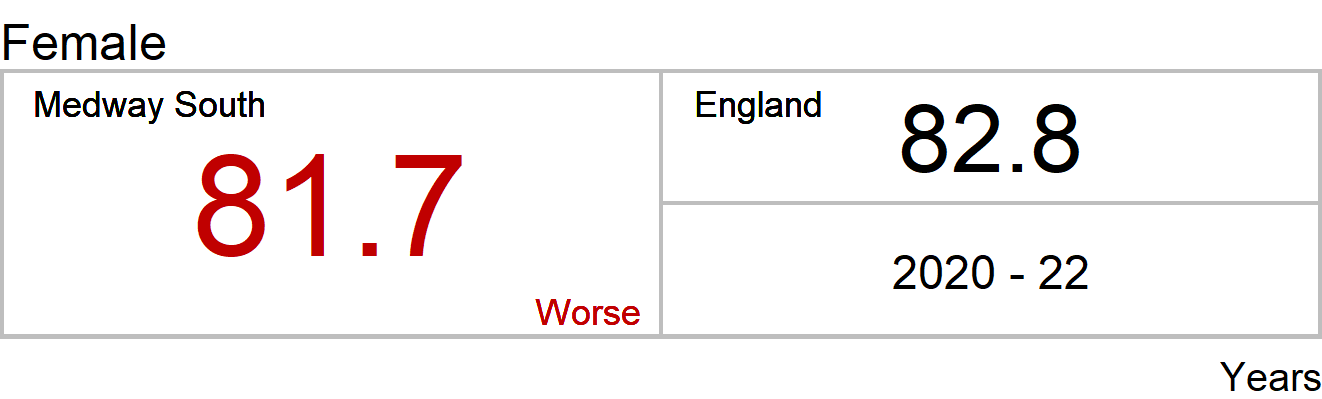 Female
Medway South
81.7
Worse
England
82.8
2020 - 22
Years